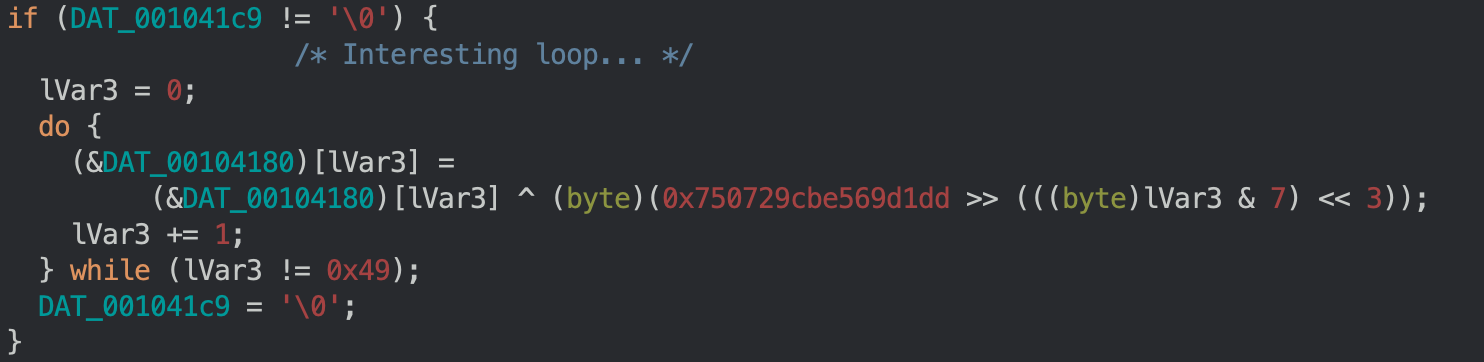 if (DAT_001041c9 != '\0') {
/* Interesting loop... */
lVar3 = 0;
do {
(&DAT_00104180)[lVar3] =
(&DAT_00104180)[lVar3] ^ (byte)(0x750729cbe569d1dd >> (((byte)lVar3 & 7) << 3));
lVar3 += 1;
} while (lVar3 != 0x49);
DAT_001041c9 = '\0';
}